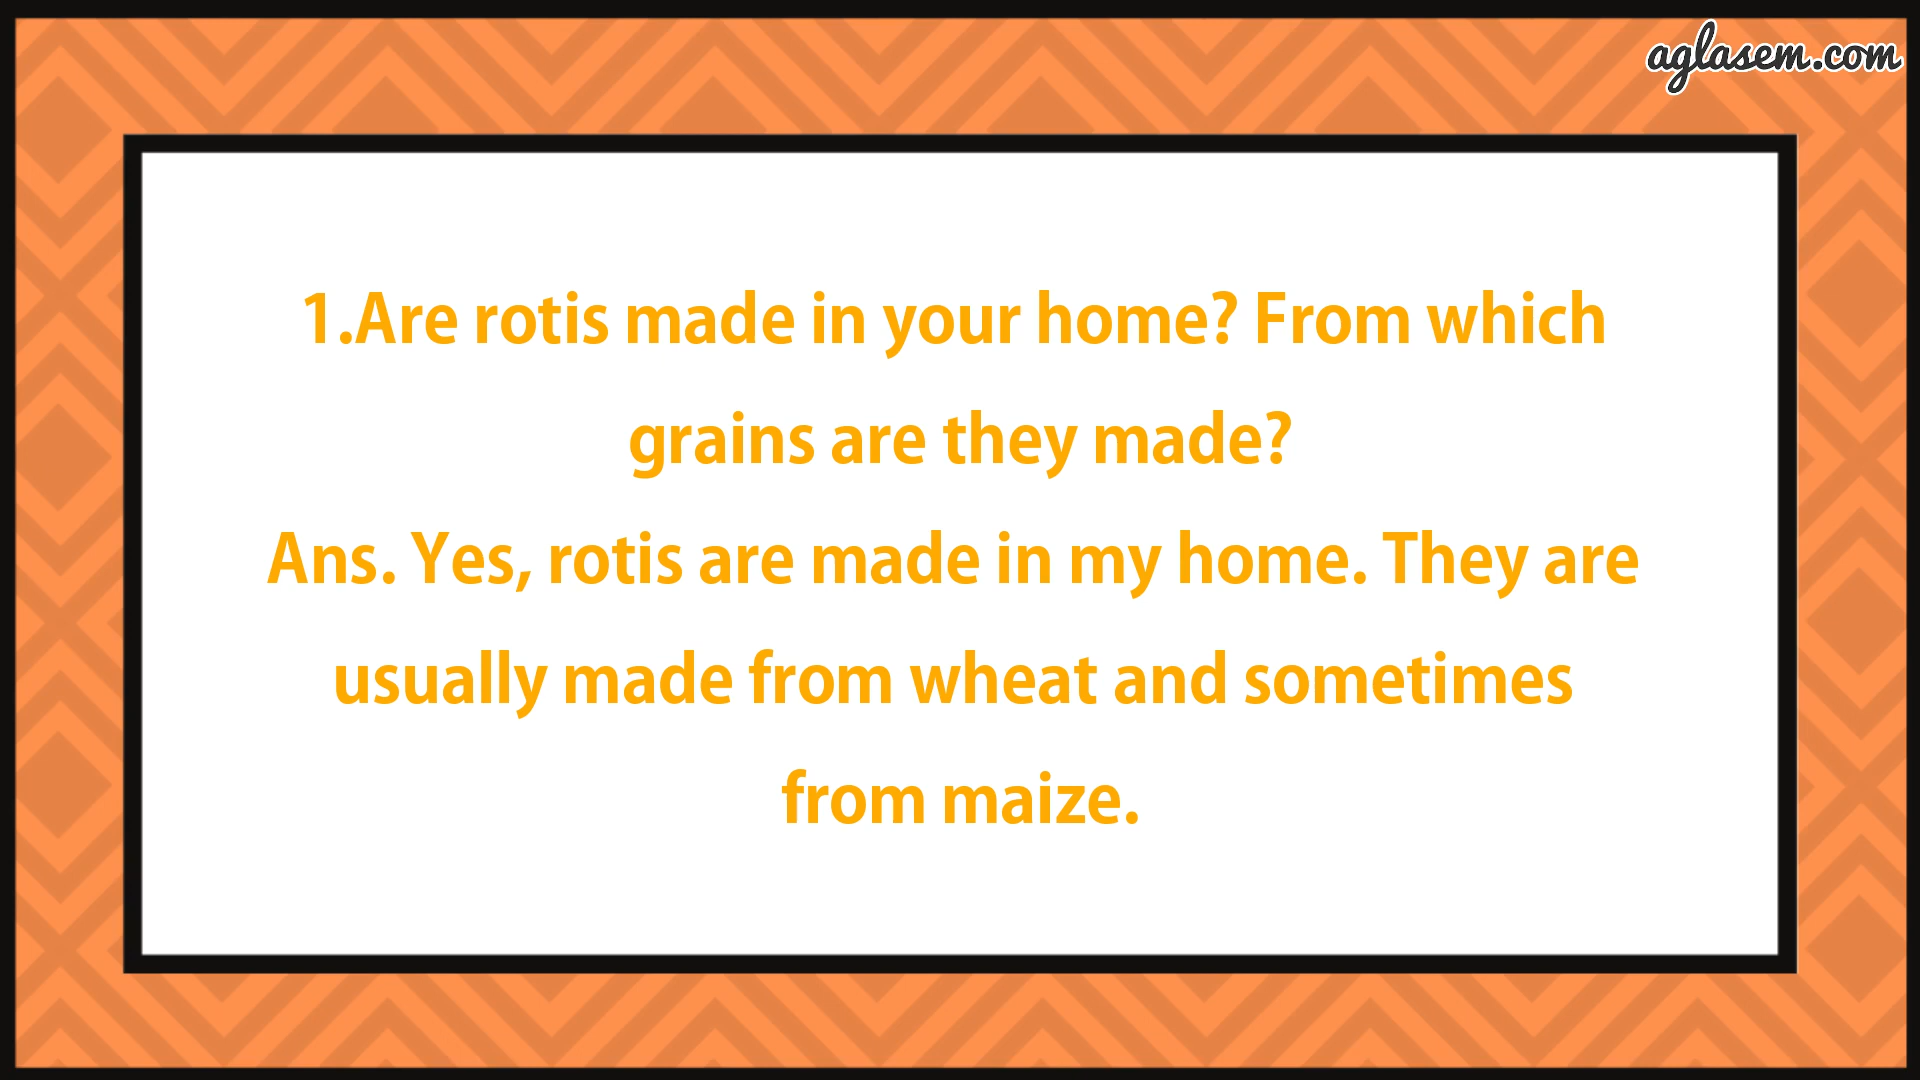 aglasem.com
1.Are rotis made in your home? From which
grains are they made?
Ans. Yes, rotis are made in my home. They are
usually made from wheat and sometimes
from maize.